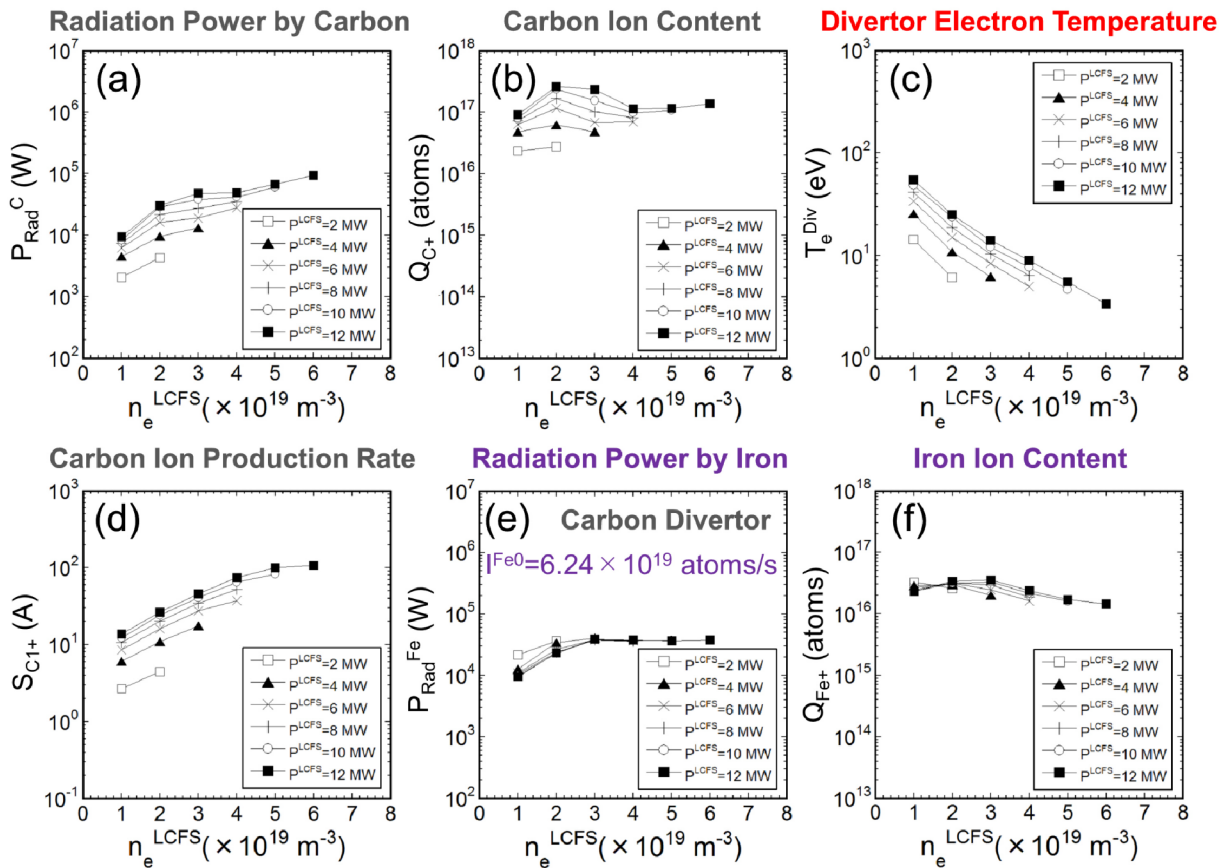 Radiation Power by Carbon
(a)
P_Rad^C (W)
10^7
10^6
10^5
10^4
10^3
10^2
P^LCFS=2 MW
P^LCFS=4 MW
P^LCFS=6 MW
P^LCFS=8 MW
P^LCFS=10 MW
P^LCFS=12 MW
0 1 2 3 4 5 6 7 8
n_e^LCFS(×10^19 m^-3)
Carbon Ion Content
(b)
Q_C+ (atoms)
10^18
10^17
10^16
10^15
10^14
10^13
P^LCFS=2 MW
P^LCFS=4 MW
P^LCFS=6 MW
P^LCFS=8 MW
P^LCFS=10 MW
P^LCFS=12 MW
0 1 2 3 4 5 6 7 8
n_e^LCFS(×10^19 m^-3)
Divertor Electron Temperature
(c)
T_e^Div (eV)
10^3
10^2
10^1
10^0
P^LCFS=2 MW
P^LCFS=4 MW
P^LCFS=6 MW
P^LCFS=8 MW
P^LCFS=10 MW
P^LCFS=12 MW
0 1 2 3 4 5 6 7 8
n_e^LCFS(×10^19 m^-3)
Carbon Ion Production Rate
(d)
S_C1+ (A)
10^3
10^2
10^1
10^0
10^-1
P^LCFS=2 MW
P^LCFS=4 MW
P^LCFS=6 MW
P^LCFS=8 MW
P^LCFS=10 MW
P^LCFS=12 MW
0 1 2 3 4 5 6 7 8
n_e^LCFS(×10^19 m^-3)
Radiation Power by Iron
(e)
Carbon Divertor
I^Fe0=6.24×10^19 atoms/s
P_Rad^Fe (W)
10^7
10^6
10^5
10^4
10^3
10^2
P^LCFS=2 MW
P^LCFS=4 MW
P^LCFS=6 MW
P^LCFS=8 MW
P^LCFS=10 MW
P^LCFS=12 MW
0 1 2 3 4 5 6 7 8
n_e^LCFS(×10^19 m^-3)
Iron Ion Content
(f)
Q_Fe+ (atoms)
10^18
10^17
10^16
10^15
10^14
10^13
P^LCFS=2 MW
P^LCFS=4 MW
P^LCFS=6 MW
P^LCFS=8 MW
P^LCFS=10 MW
P^LCFS=12 MW
0 1 2 3 4 5 6 7 8
n_e^LCFS(×10^19 m^-3)